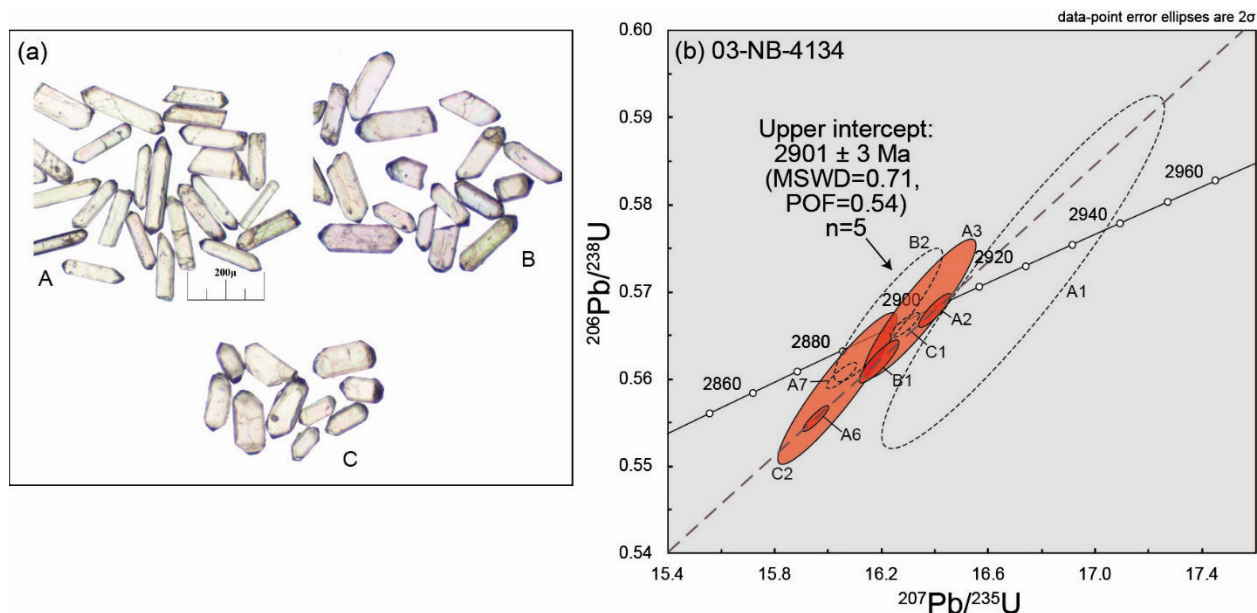 data-point error ellipses are 2σ
(a)
A
B
200µ
C
(b) 03-NB-4134
Upper intercept:
2901 ± 3 Ma
(MSWD=0.71,
POF=0.54)
n=5
0.60
0.59
0.58
0.57
0.56
0.55
0.54
206Pb/238U
2960
2940
2920
2900
2880
2860
A3
B2
A1
A2
C1
B1
A7
A6
C2
15.4
15.8
16.2
16.6
17.0
17.4
207Pb/235U